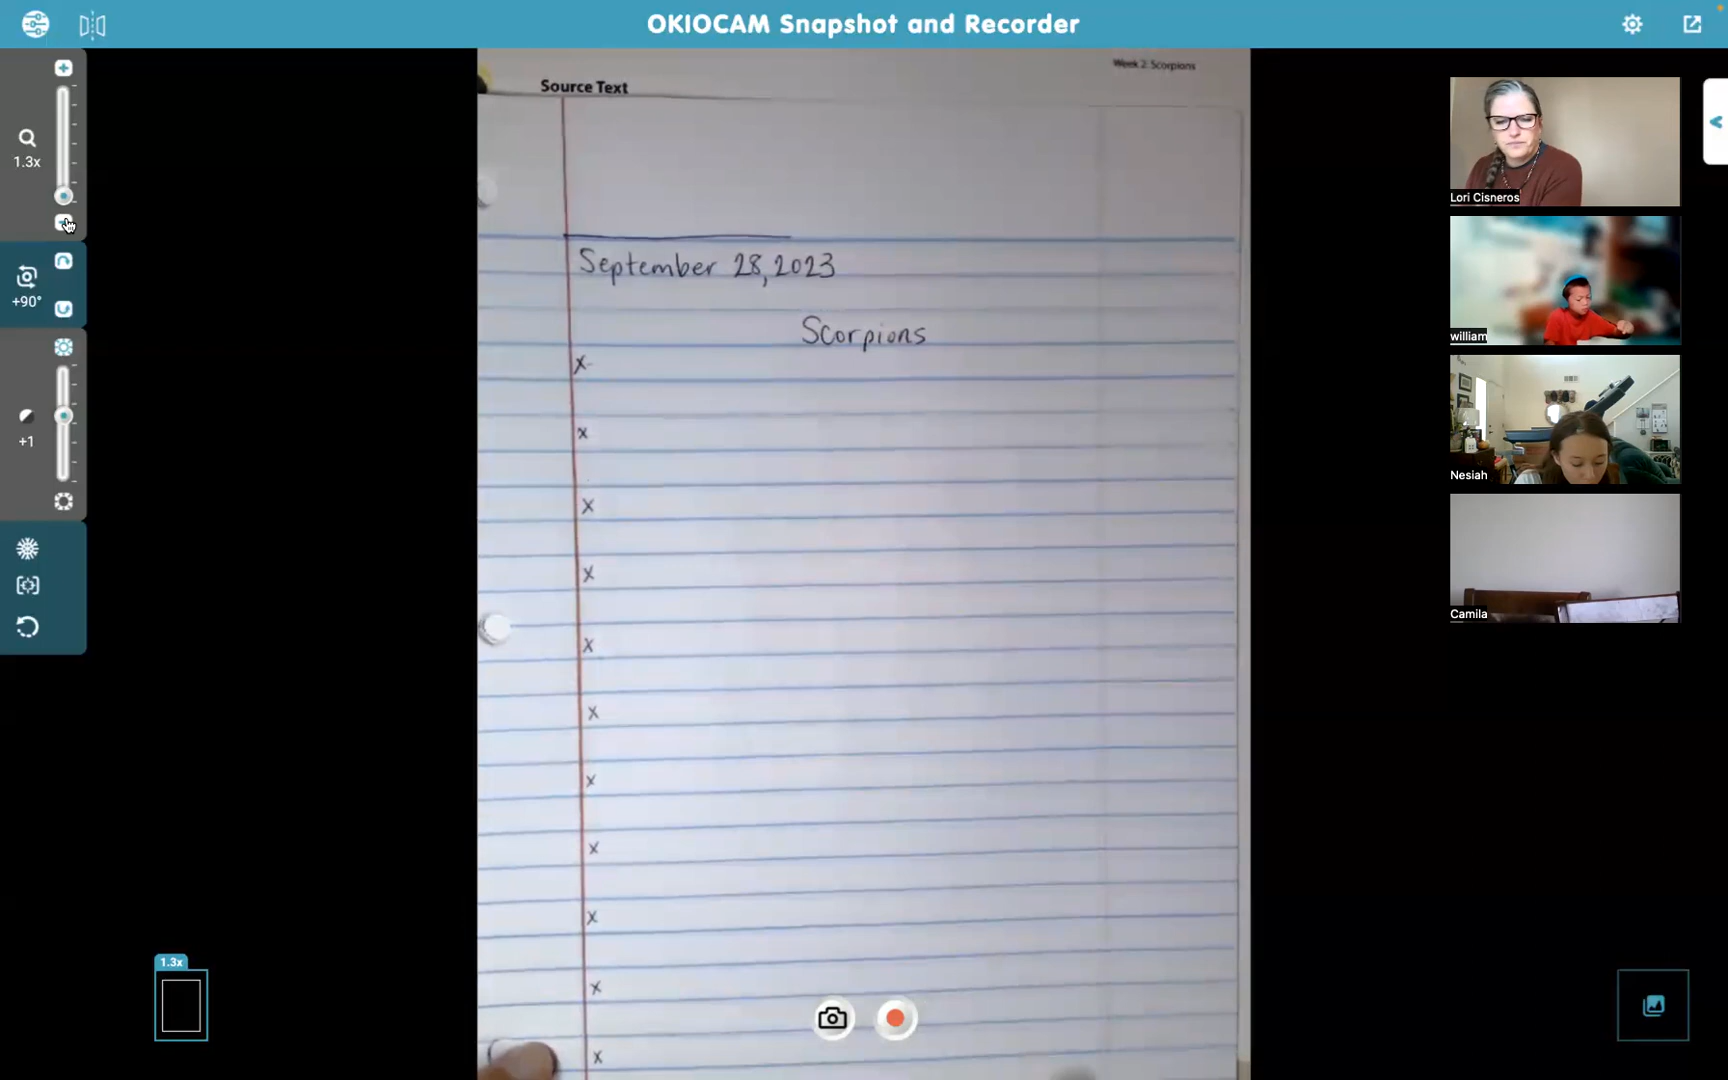 OKIOCAM Snapshot and Recorder
Week 2: Scorpions
Source Text
1.3x
+90°
+1
September 28, 2023
Scorpions
x
x
x
x
x
x
x
x
x
x
x
Lori Cisneros
william
Nesiah
Camila
1.3x